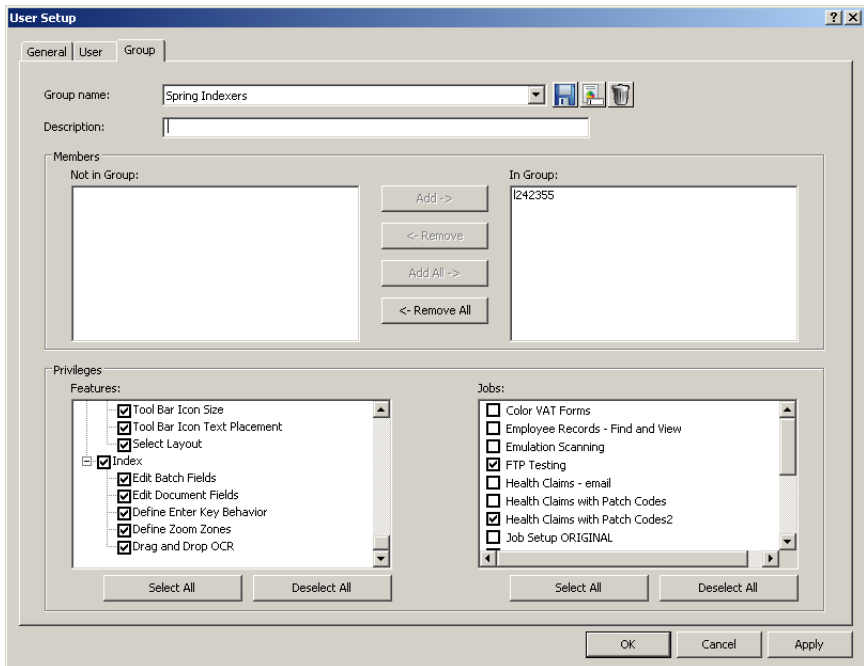 User Setup
General
User
Group
Group name:
Spring Indexers
Description:
Members
Not in Group:
In Group:
l242355
Add ->
<- Remove
Add All ->
<- Remove All
Privileges
Features:
Tool Bar Icon Size
Tool Bar Icon Text Placement
Select Layout
Index
Edit Batch Fields
Edit Document Fields
Define Enter Key Behavior
Define Zoom Zones
Drag and Drop OCR
Select All
Deselect All
Jobs:
Color VAT Forms
Employee Records - Find and View
Emulation Scanning
FTP Testing
Health Claims - email
Health Claims with Patch Codes
Health Claims with Patch Codes2
Job Setup ORIGINAL
Select All
Deselect All
OK
Cancel
Apply